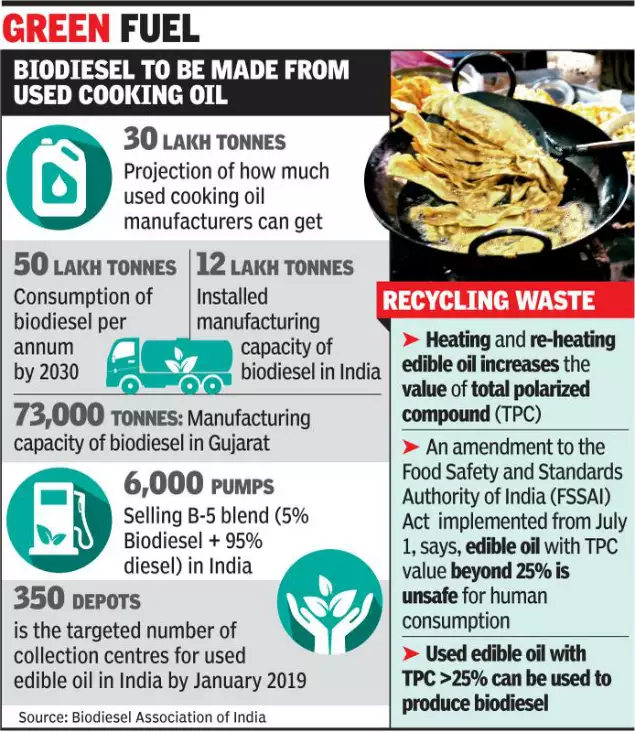 GREEN FUEL
BIODIESEL TO BE MADE FROM
USED COOKING OIL
30 LAKH TONNES
Projection of how much
used cooking oil
manufacturers can get
50 LAKH TONNES
Consumption of
biodiesel per
annum
by 2030
12 LAKH TONNES
Installed
manufacturing
capacity of
biodiesel in India
73,000 TONNES: Manufacturing
capacity of biodiesel in Gujarat
6,000 PUMPS
Selling B-5 blend (5%
Biodiesel + 95%
diesel) in India
350 DEPOTS
is the targeted number of
collection centres for used
edible oil in India by January 2019
Source: Biodiesel Association of India
RECYCLING WASTE
➤ Heating and re-heating
edible oil increases the
value of total polarized
compound (TPC)
➤ An amendment to the
Food Safety and Standards
Authority of India (FSSAI)
Act implemented from July
1, says, edible oil with TPC
value beyond 25% is
unsafe for human
consumption
➤ Used edible oil with
TPC >25% can be used to
produce biodiesel